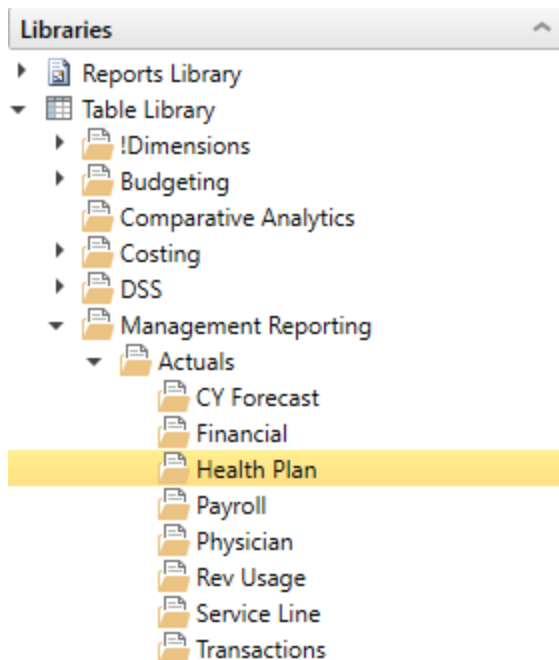 Libraries
Reports Library
Table Library
!Dimensions
Budgeting
Comparative Analytics
Costing
DSS
Management Reporting
Actuals
CY Forecast
Financial
Health Plan
Payroll
Physician
Rev Usage
Service Line
Transactions